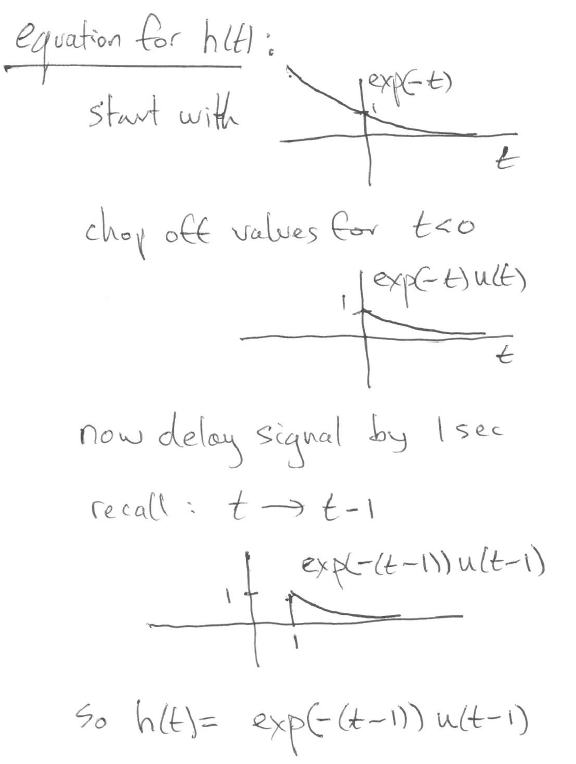 equation for h(t):
exp(-t)
start with
1
t
chop off values for t<0
exp(-t)u(t)
1
t
now delay signal by 1 sec
recall: t → t-1
exp(-(t-1))u(t-1)
1
1
So h(t)= exp(-(t-1))u(t-1)